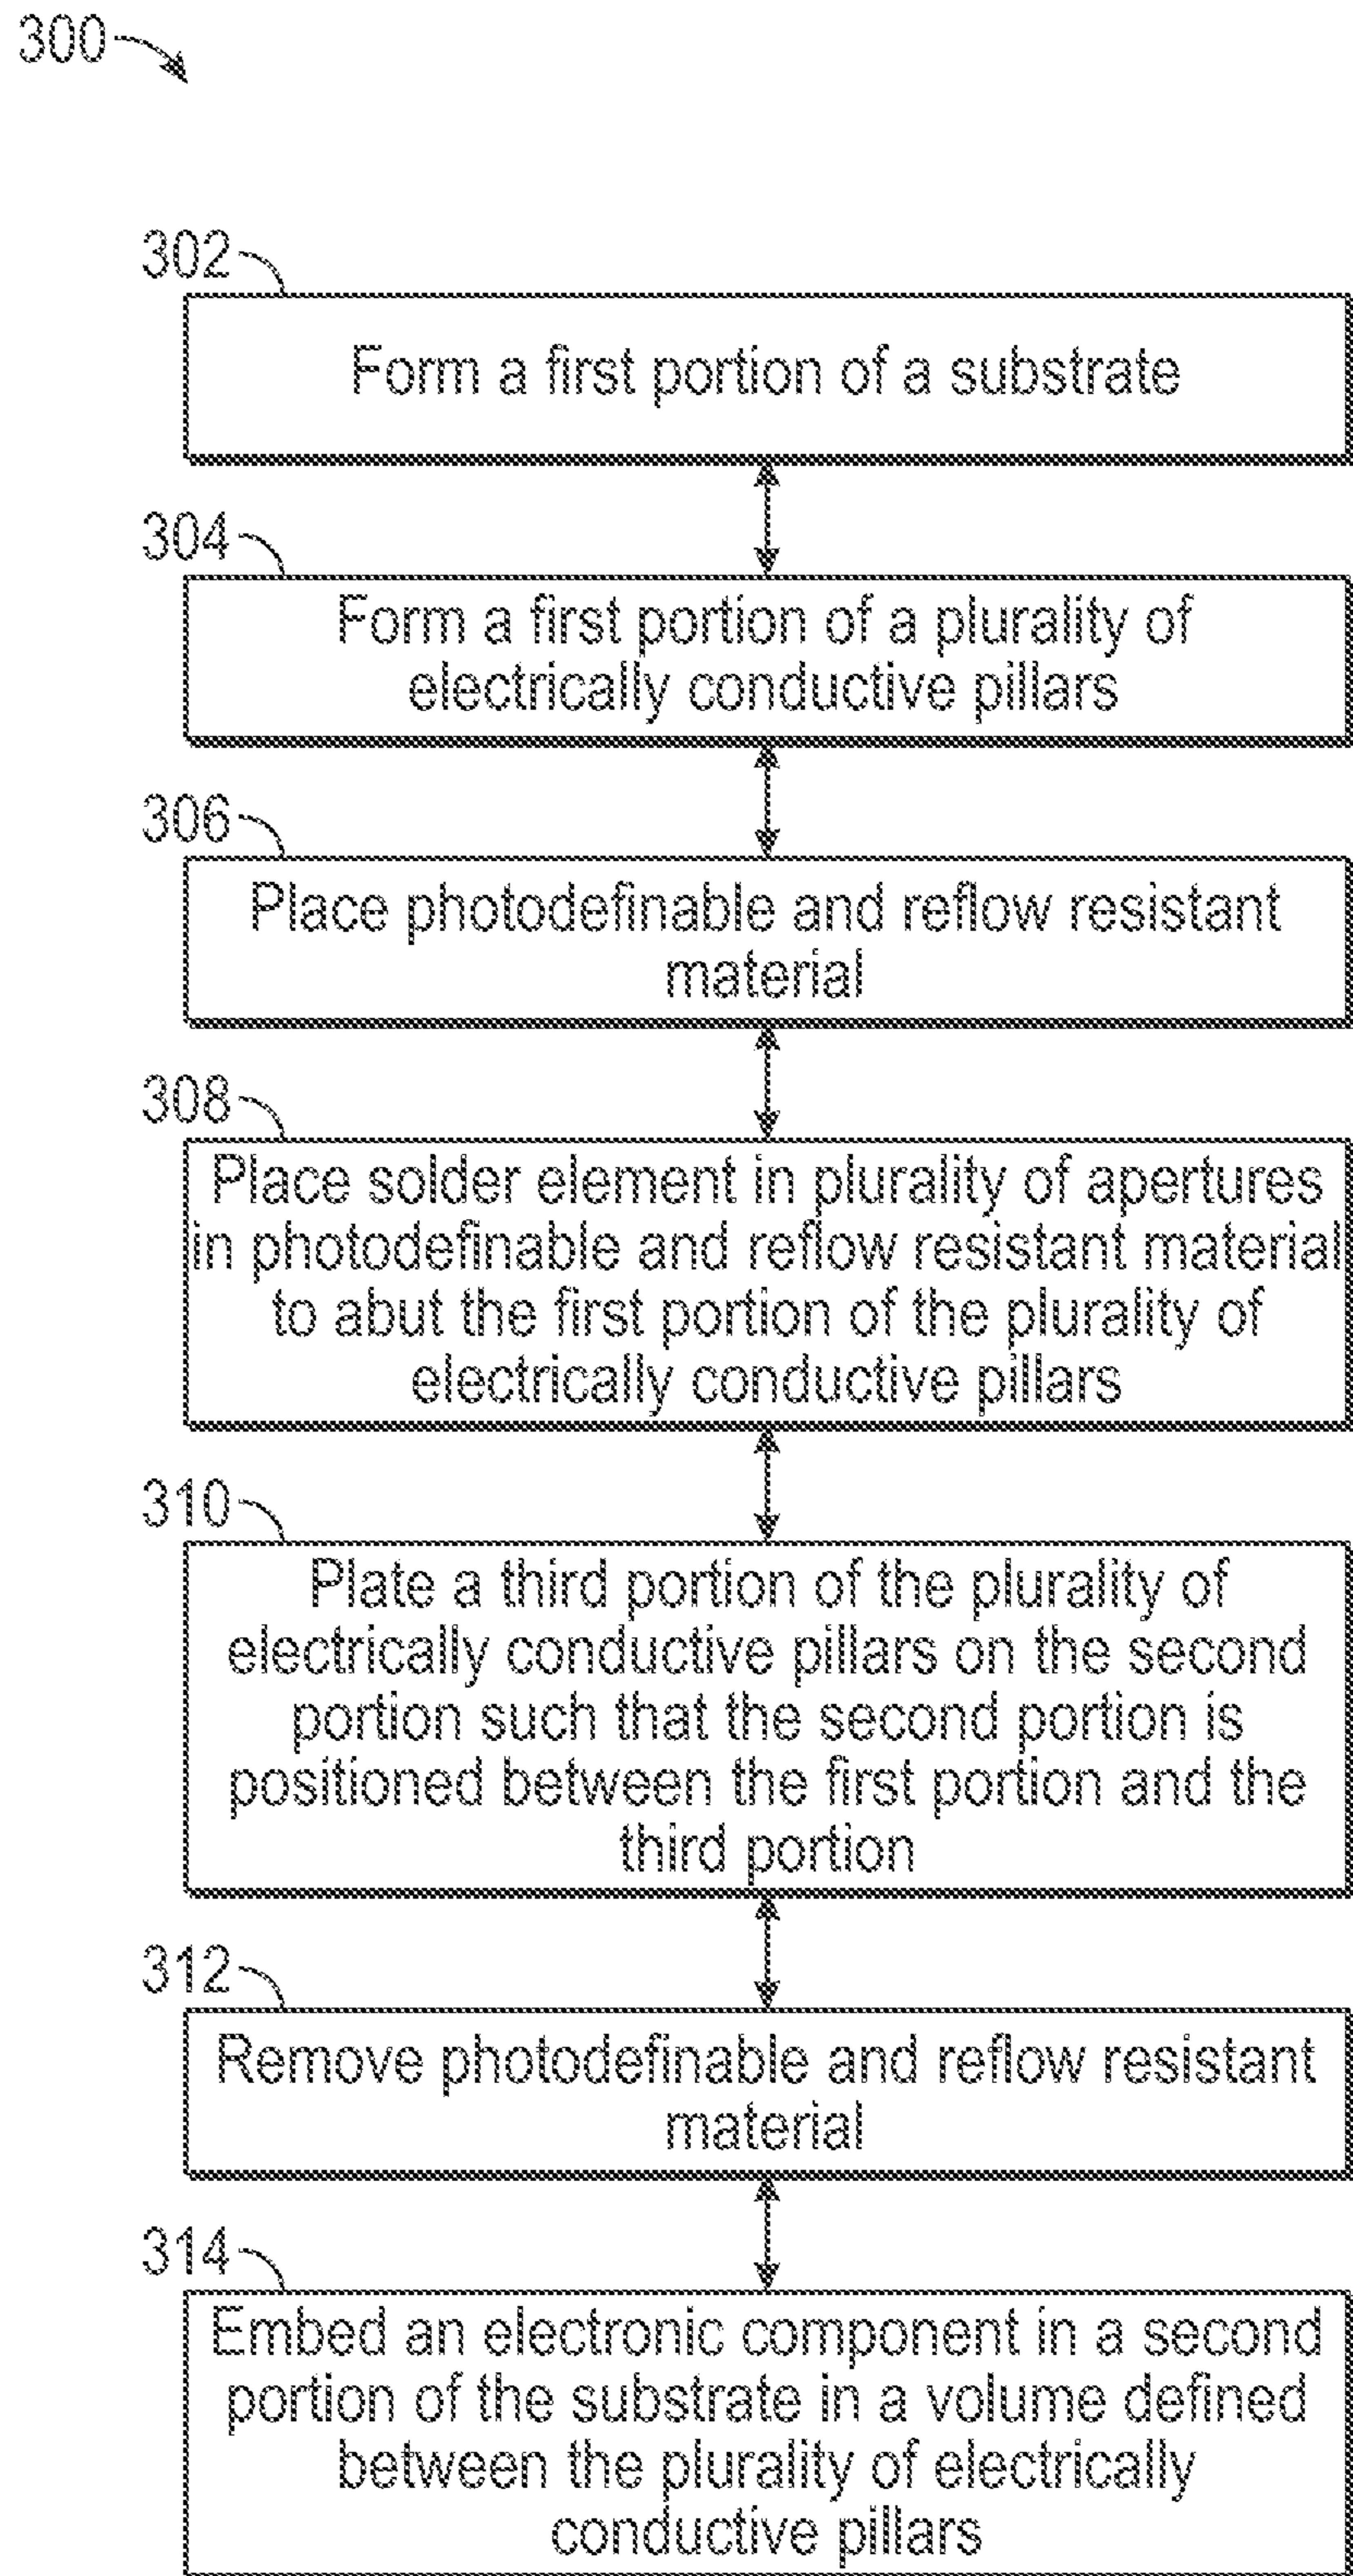 300
302
Form a first portion of a substrate
304
Form a first portion of a plurality of
electrically conductive pillars
306
Place photodefinable and reflow resistant
material
308
Place solder element in plurality of apertures
in photodefinable and reflow resistant material
to abut the first portion of the plurality of
electrically conductive pillars
310
Plate a third portion of the plurality of
electrically conductive pillars on the second
portion such that the second portion is
positioned between the first portion and the
third portion
312
Remove photodefinable and reflow resistant
material
314
Embed an electronic component in a second
portion of the substrate in a volume defined
between the plurality of electrically
conductive pillars